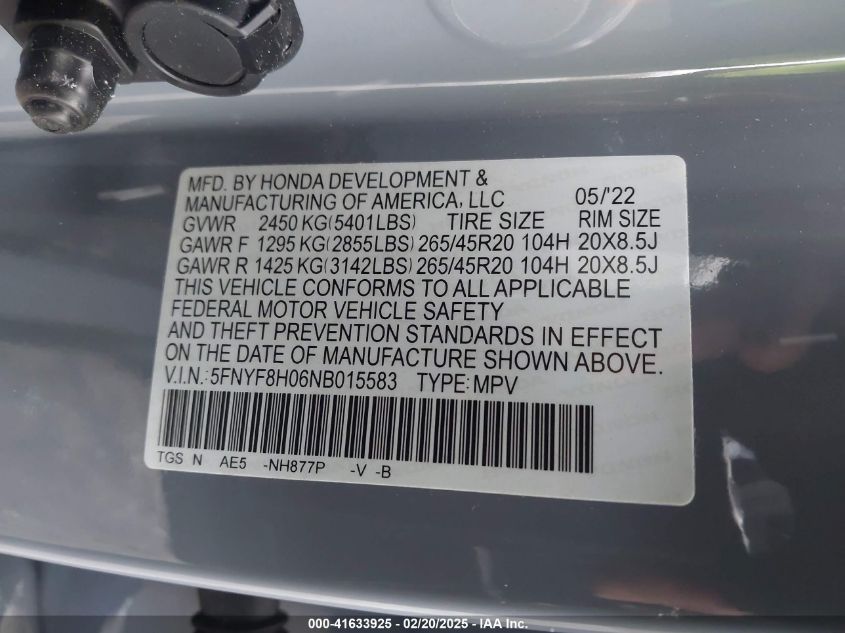 MFD. BY HONDA DEVELOPMENT &
MANUFACTURING OF AMERICA, LLC 05/'22
GVWR 2450 KG(5401LBS) TIRE SIZE RIM SIZE
GAWR F 1295 KG(2855LBS) 265/45R20 104H 20X8.5J
GAWR R 1425 KG(3142LBS) 265/45R20 104H 20X8.5J
THIS VEHICLE CONFORMS TO ALL APPLICABLE
FEDERAL MOTOR VEHICLE SAFETY
AND THEFT PREVENTION STANDARDS IN EFFECT
ON THE DATE OF MANUFACTURE SHOWN ABOVE.
V.I.N.: 5FNYF8H06NB015583 TYPE: MPV
TGS N AE5 -NH877P -V -B
000-41633925 - 02/20/2025 - IAA Inc.